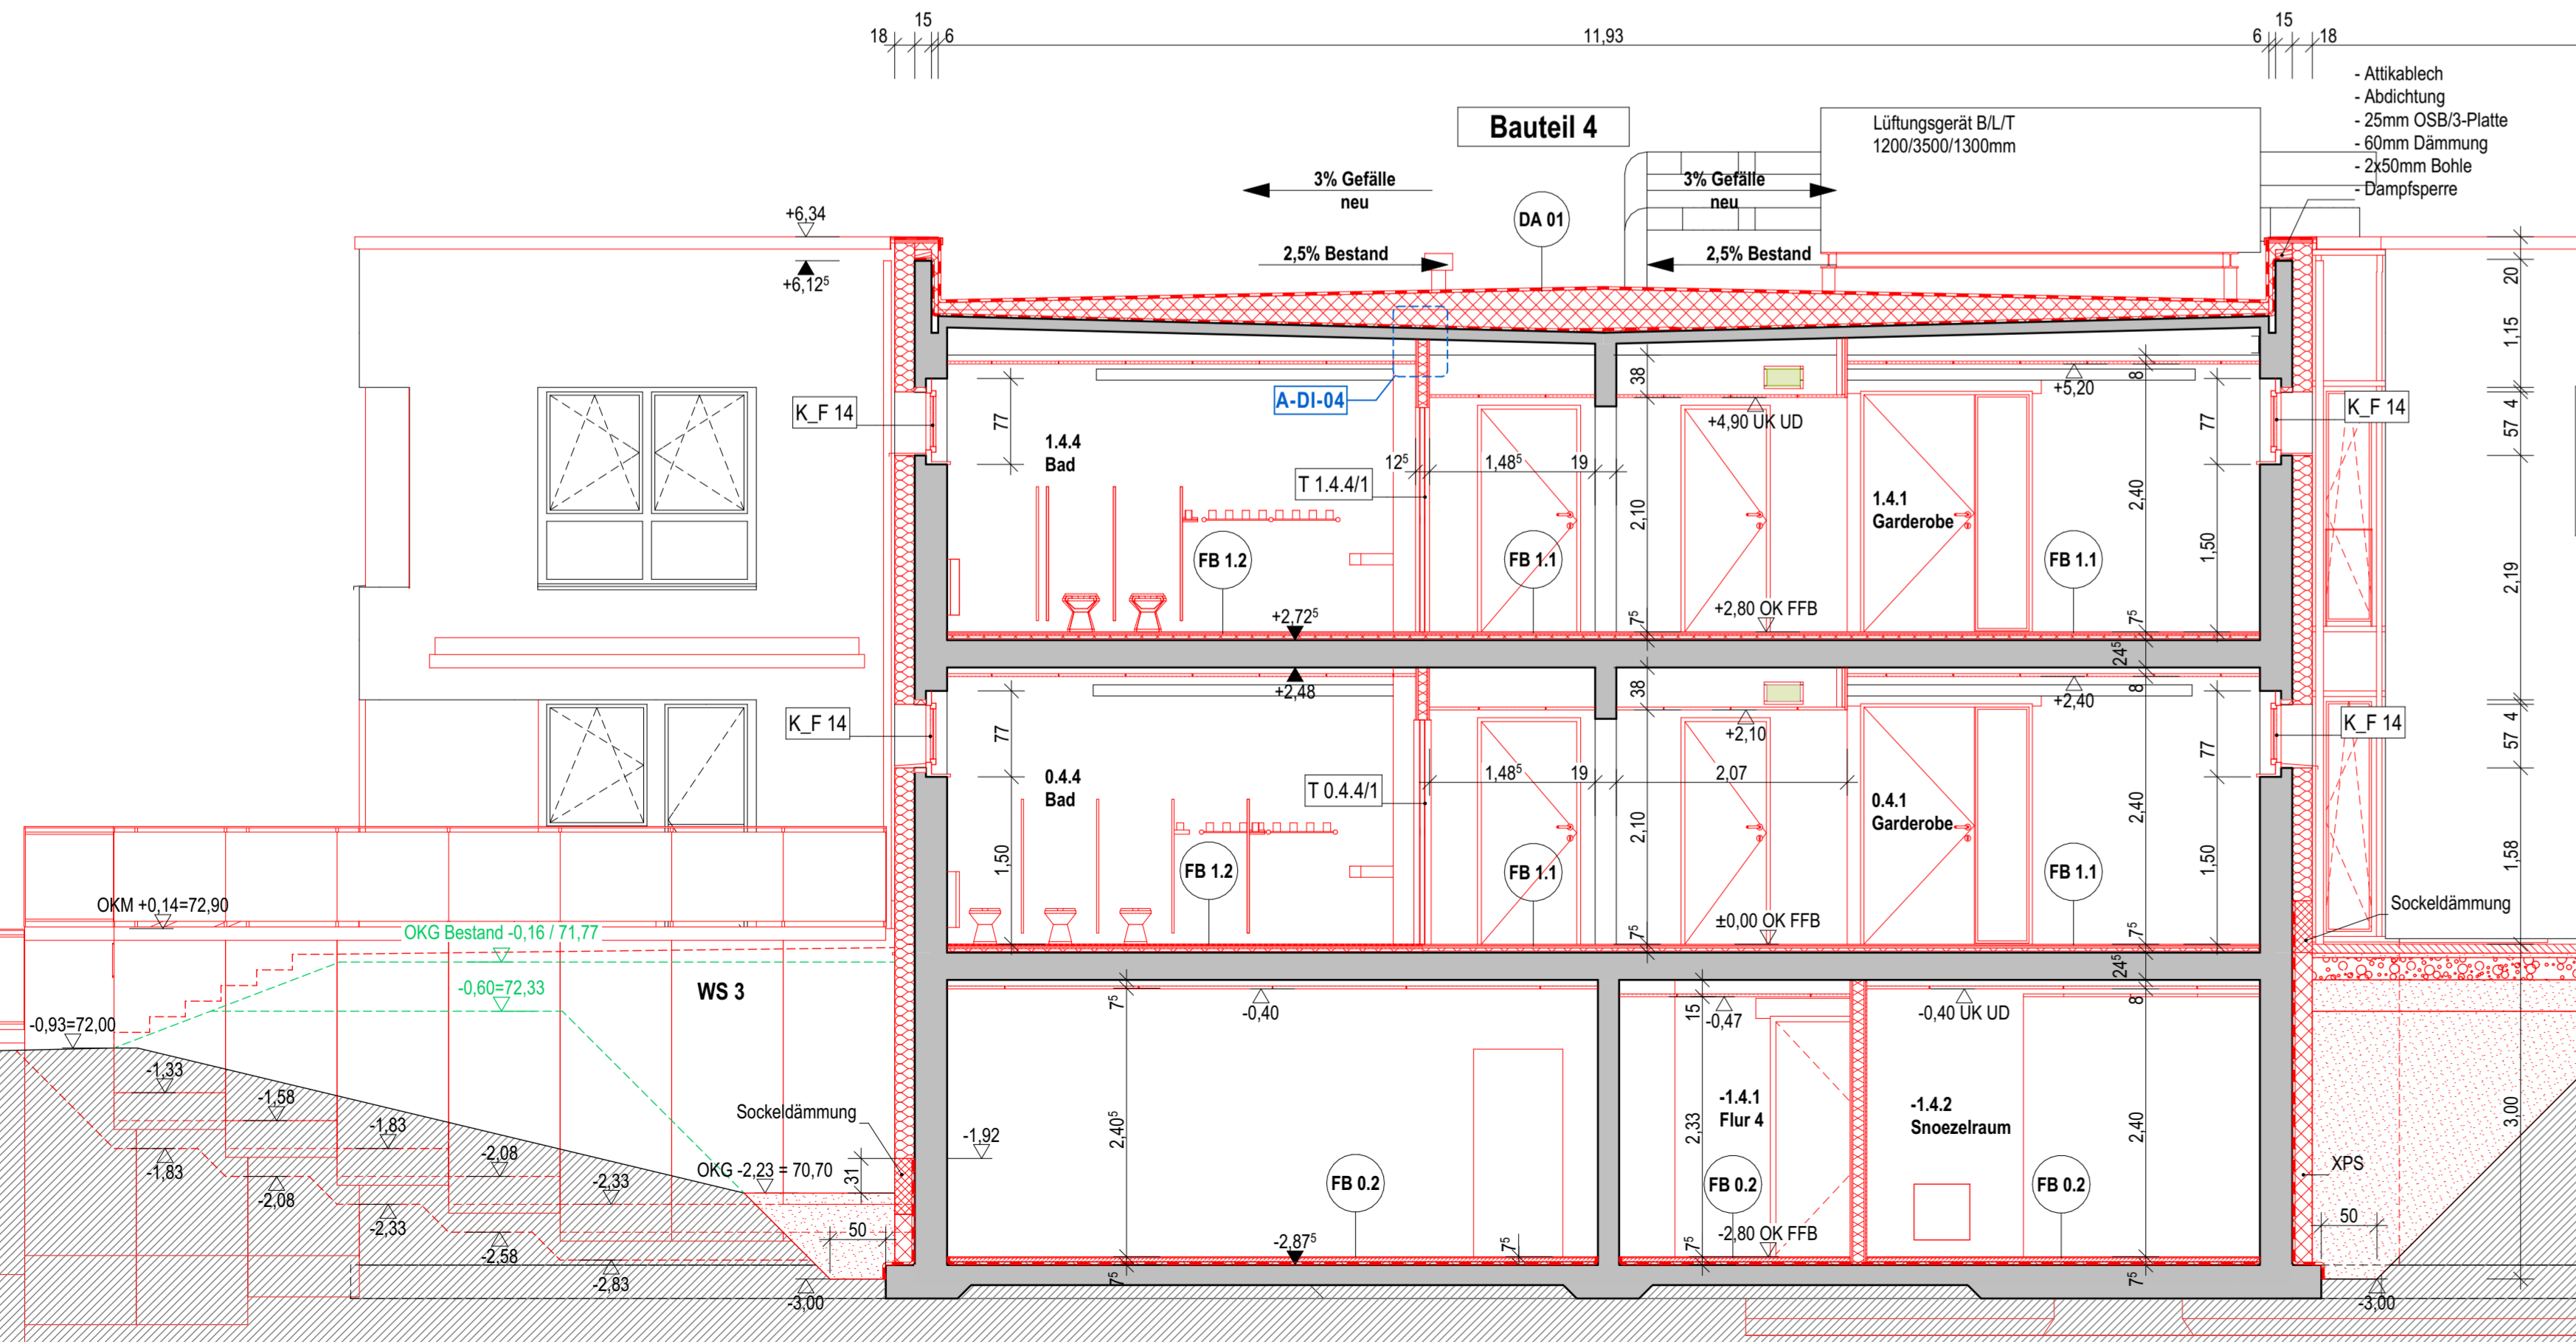 15
18
6
11,93
6
15
18
- Attikablech
- Abdichtung
- 25mm OSB/3-Platte
- 60mm Dämmung
- 2x50mm Bohle
- Dampfsperre
Bauteil 4
Lüftungsgerät B/L/T
1200/3500/1300mm
3% Gefälle
neu
3% Gefälle
neu
DA 01
2,5% Bestand
2,5% Bestand
+6,34
+6,12⁵
20
1,15
4
57
2,19
4
57
1,58
3,00
A-DI-04
K_F 14
77
1.4.4
Bad
12⁵
1,48⁵
19
T 1.4.4/1
38
+4,90 UK UD
2,10
1.4.1
Garderobe
8
+5,20
2,40
77
1,50
K_F 14
FB 1.2
FB 1.1
FB 1.1
+2,72⁵
+2,80 OK FFB
7⁵
7⁵
24⁵
+2,48
38
8
+2,40
+2,10
K_F 14
77
1,50
0.4.4
Bad
T 0.4.4/1
1,48⁵
19
2,07
2,10
0.4.1
Garderobe
2,40
77
1,50
K_F 14
FB 1.2
FB 1.1
FB 1.1
±0,00 OK FFB
7⁵
7⁵
24⁵
Sockeldämmung
OKM +0,14=72,90
OKG Bestand -0,16 / 71,77
-0,60=72,33
WS 3
-0,93=72,00
-1,33
-1,58
-1,83
-2,08
-2,33
-1,83
-2,08
-2,33
-2,58
-2,83
Sockeldämmung
OKG -2,23 = 70,70
31
50
-3,00
-1,92
7⁵
2,40⁵
7⁵
-0,40
FB 0.2
-2,87⁵
7⁵
15
-0,47
2,33
-1.4.1
Flur 4
FB 0.2
7⁵
-2,80 OK FFB
-0,40 UK UD
-1.4.2
Snoezelraum
8
2,40
FB 0.2
7⁵
XPS
50
-3,00